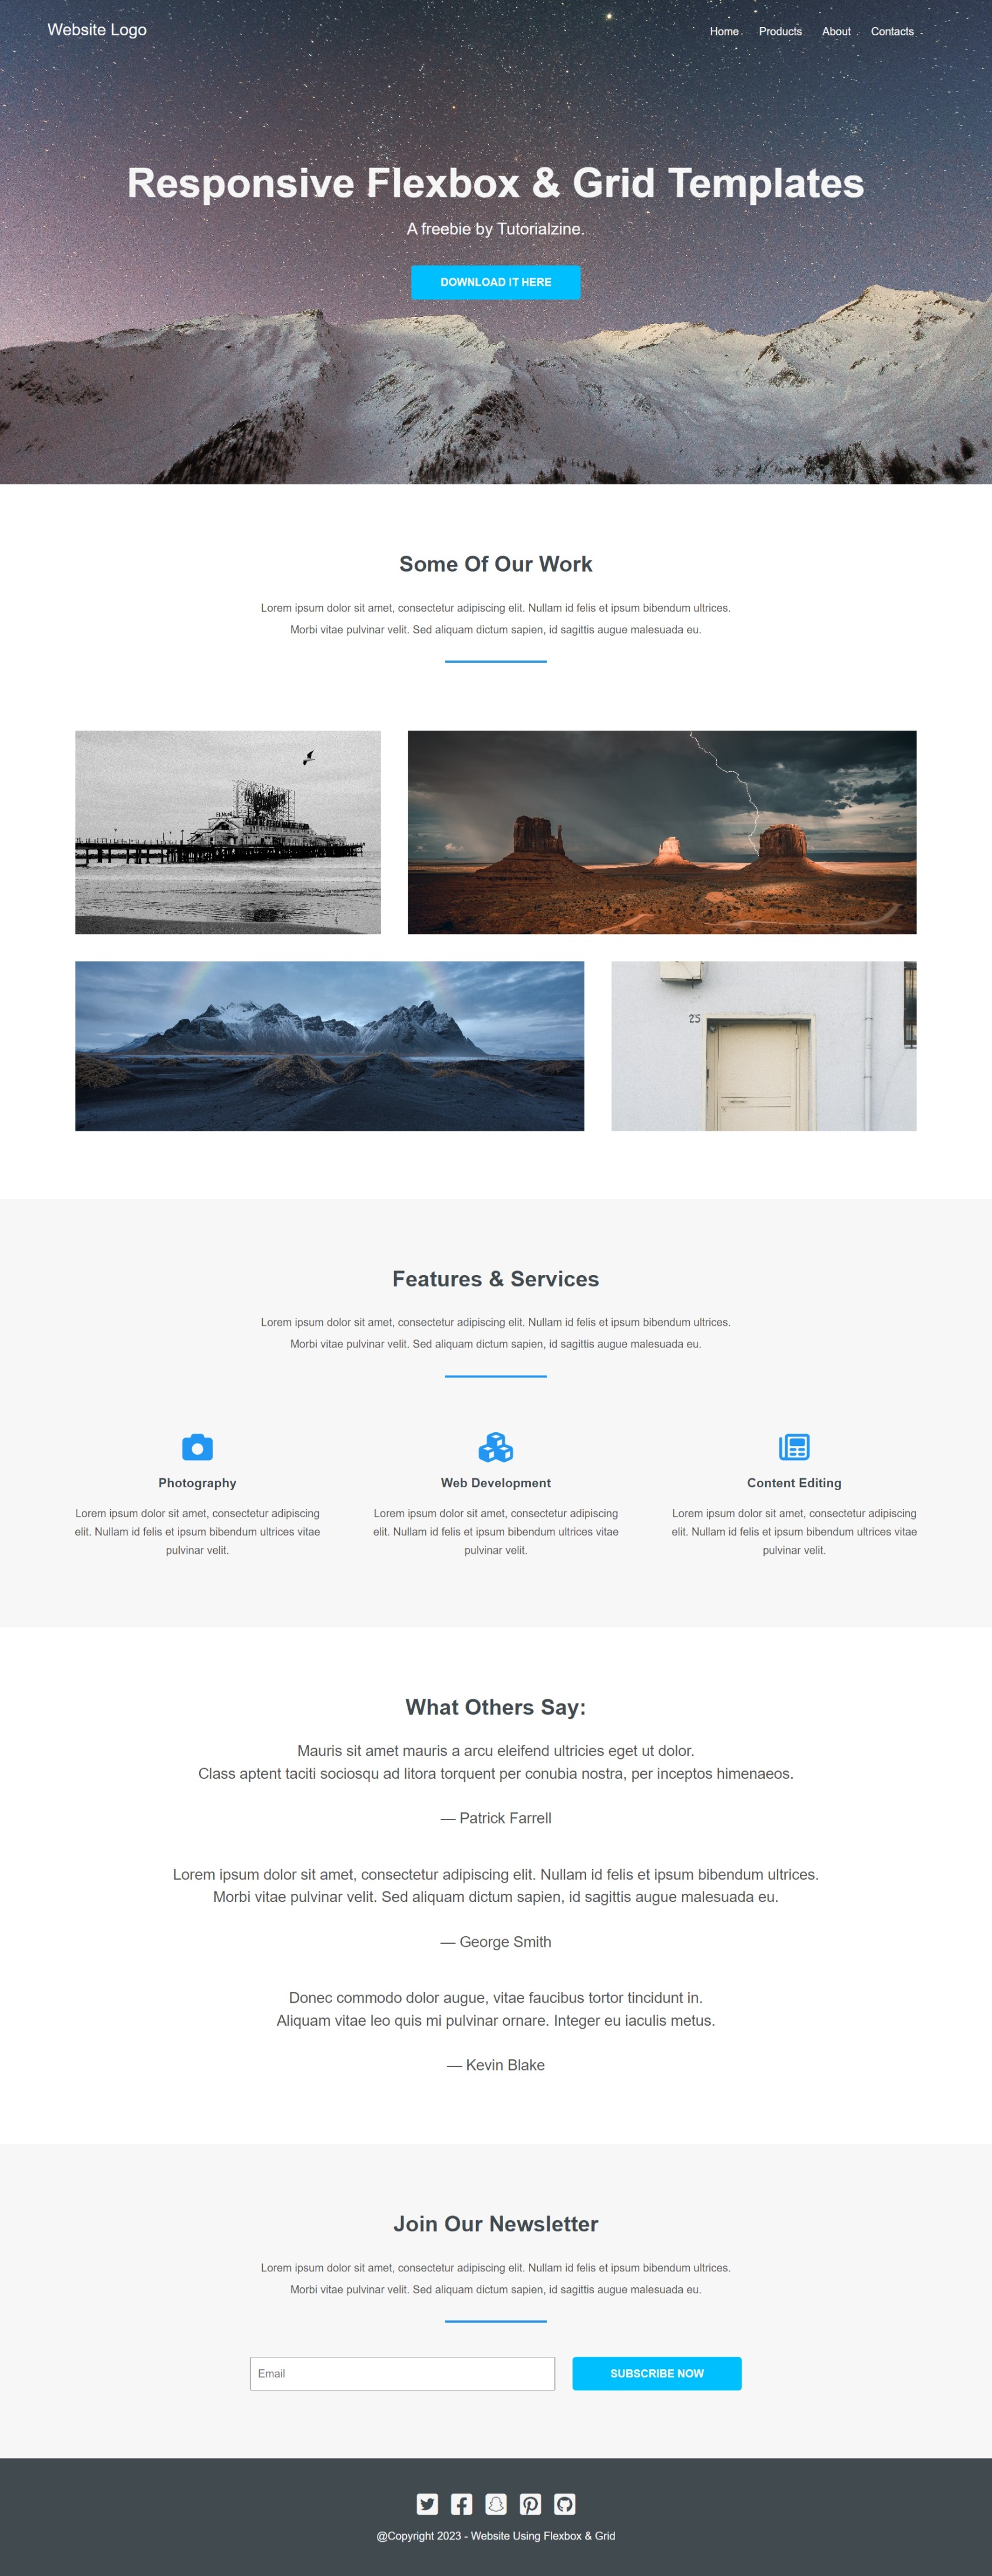 Website Logo
Home Products About Contacts
Responsive Flexbox & Grid Templates
A freebie by Tutorialzine.
DOWNLOAD IT HERE
Some Of Our Work
Lorem ipsum dolor sit amet, consectetur adipiscing elit. Nullam id felis et ipsum bibendum ultrices.
Morbi vitae pulvinar velit. Sed aliquam dictum sapien, id sagittis augue malesuada eu.
25
Features & Services
Lorem ipsum dolor sit amet, consectetur adipiscing elit. Nullam id felis et ipsum bibendum ultrices.
Morbi vitae pulvinar velit. Sed aliquam dictum sapien, id sagittis augue malesuada eu.
Photography
Lorem ipsum dolor sit amet, consectetur adipiscing
elit. Nullam id felis et ipsum bibendum ultrices vitae
pulvinar velit.
Web Development
Lorem ipsum dolor sit amet, consectetur adipiscing
elit. Nullam id felis et ipsum bibendum ultrices vitae
pulvinar velit.
Content Editing
Lorem ipsum dolor sit amet, consectetur adipiscing
elit. Nullam id felis et ipsum bibendum ultrices vitae
pulvinar velit.
What Others Say:
Mauris sit amet mauris a arcu eleifend ultricies eget ut dolor.
Class aptent taciti sociosqu ad litora torquent per conubia nostra, per inceptos himenaeos.
— Patrick Farrell
Lorem ipsum dolor sit amet, consectetur adipiscing elit. Nullam id felis et ipsum bibendum ultrices.
Morbi vitae pulvinar velit. Sed aliquam dictum sapien, id sagittis augue malesuada eu.
— George Smith
Donec commodo dolor augue, vitae faucibus tortor tincidunt in.
Aliquam vitae leo quis mi pulvinar ornare. Integer eu iaculis metus.
— Kevin Blake
Join Our Newsletter
Lorem ipsum dolor sit amet, consectetur adipiscing elit. Nullam id felis et ipsum bibendum ultrices.
Morbi vitae pulvinar velit. Sed aliquam dictum sapien, id sagittis augue malesuada eu.
Email
SUBSCRIBE NOW
@Copyright 2023 - Website Using Flexbox & Grid